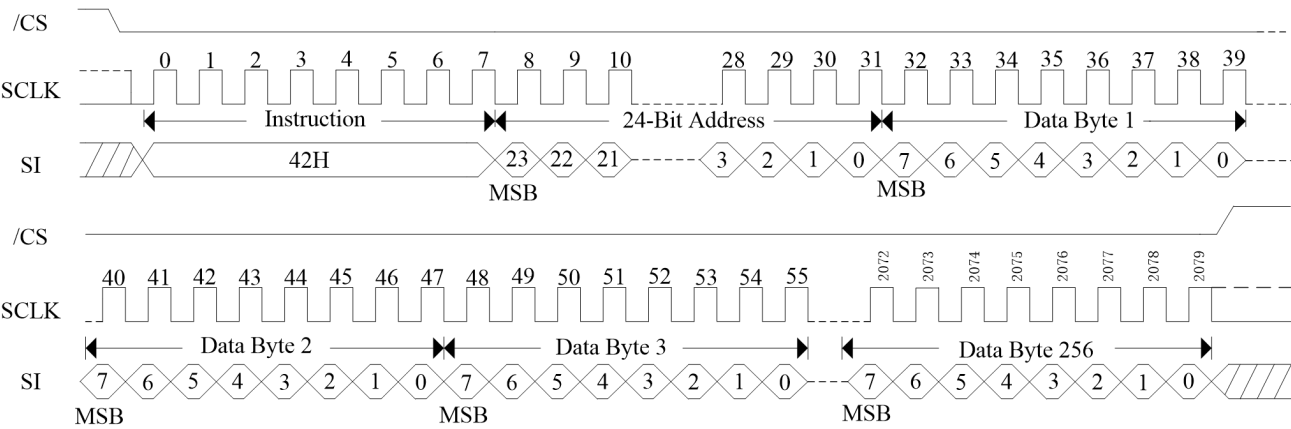 /CS
0 1 2 3 4 5 6 7 8 9 10 28 29 30 31 32 33 34 35 36 37 38 39
SCLK
Instruction 24-Bit Address Data Byte 1
SI 42H 23 22 21 3 2 1 0 7 6 5 4 3 2 1 0
MSB MSB
/CS
40 41 42 43 44 45 46 47 48 49 50 51 52 53 54 55 2072 2073 2074 2075 2076 2077 2078 2079
SCLK
Data Byte 2 Data Byte 3 Data Byte 256
SI 7 6 5 4 3 2 1 0 7 6 5 4 3 2 1 0 7 6 5 4 3 2 1 0
MSB MSB MSB